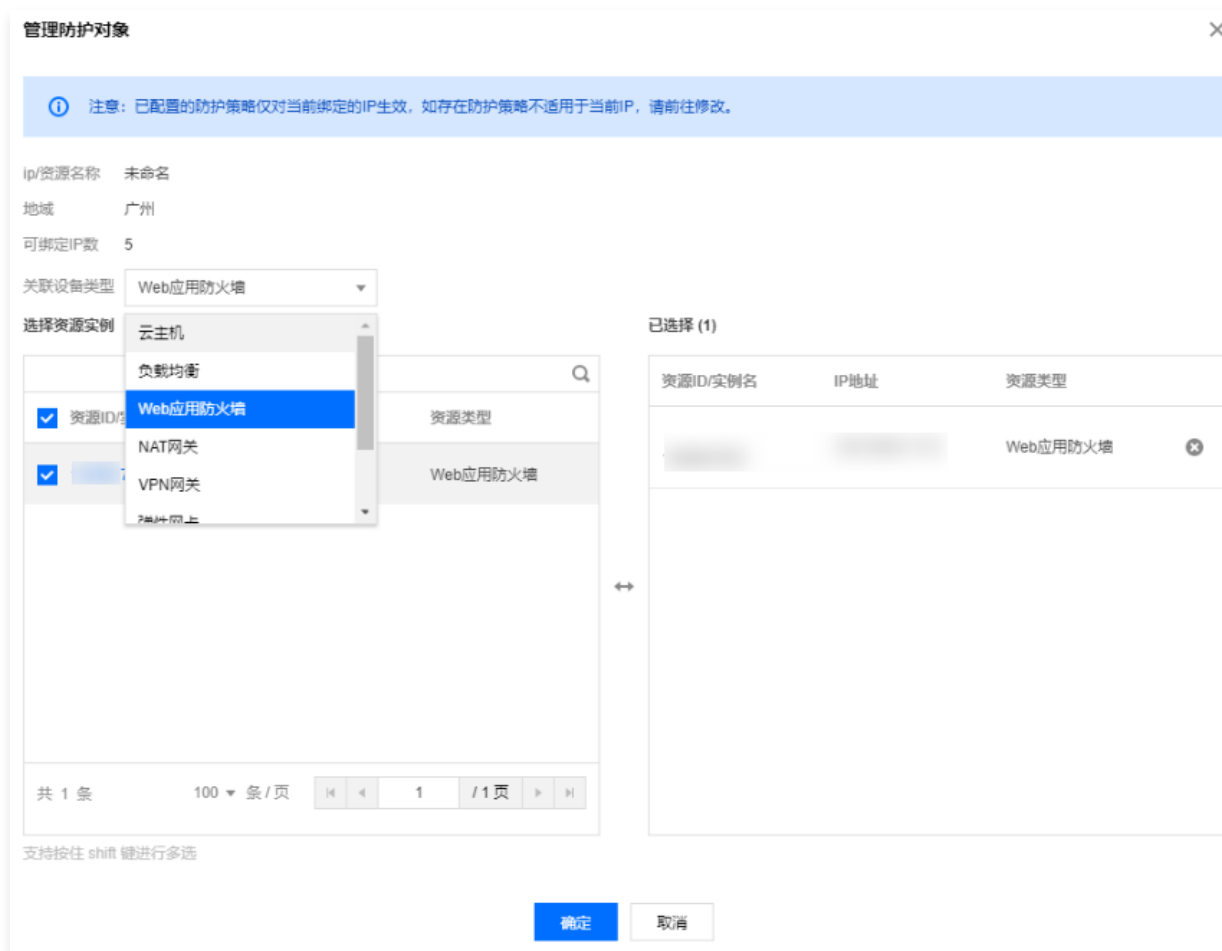 管理防护对象
注意：已配置的防护策略仅对当前绑定的IP生效，如存在防护策略不适用于当前IP，请前往修改。
ip/资源名称 未命名
地域 广州
可绑定IP数 5
关联设备类型 Web应用防火墙
选择资源实例
云主机
负载均衡
Web应用防火墙
NAT网关
VPN网关
弹性网卡
资源ID/ 资源类型
Web应用防火墙
共 1 条 100 条/页 1 /1页
支持按住 shift 键进行多选
已选择 (1)
资源ID/实例名 IP地址 资源类型
Web应用防火墙
确定 取消